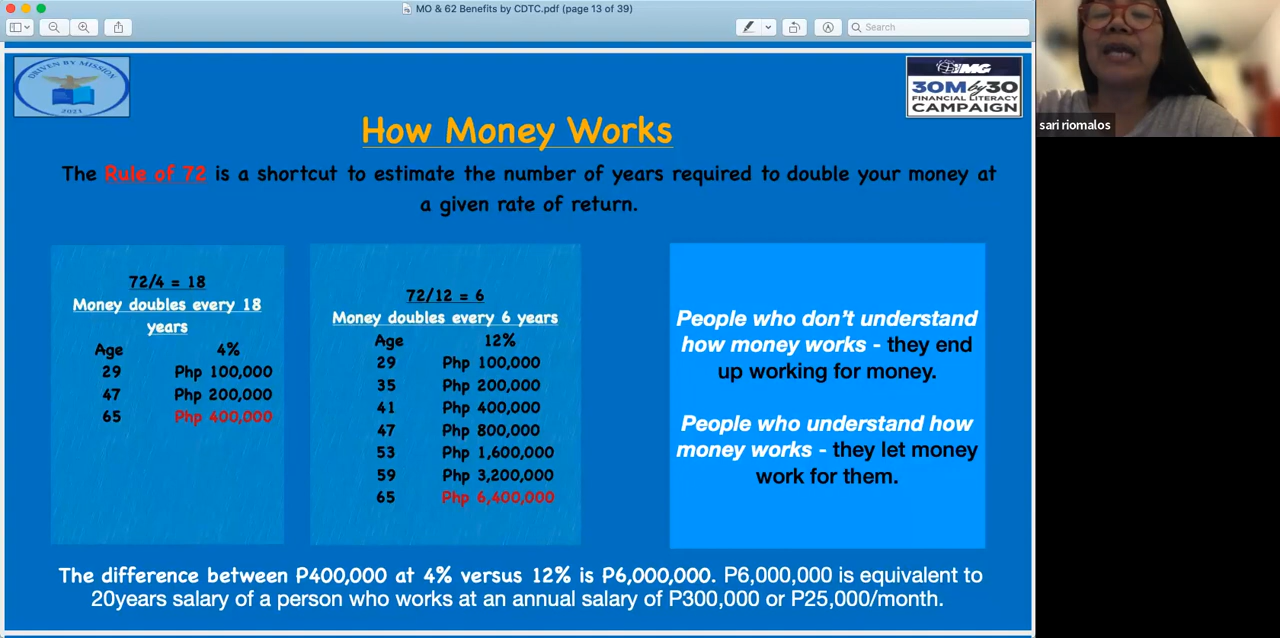 MO & 62 Benefits by CDTC.pdf (page 13 of 39)
Search
DRIVEN BY MISSION
2021
IMG
30M by 30
FINANCIAL LITERACY
CAMPAIGN
sari riomalos
How Money Works
The Rule of 72 is a shortcut to estimate the number of years required to double your money at
a given rate of return.
72/4 = 18
Money doubles every 18
years
Age 4%
29 Php 100,000
47 Php 200,000
65 Php 400,000
72/12 = 6
Money doubles every 6 years
Age 12%
29 Php 100,000
35 Php 200,000
41 Php 400,000
47 Php 800,000
53 Php 1,600,000
59 Php 3,200,000
65 Php 6,400,000
People who don't understand
how money works - they end
up working for money.
People who understand how
money works - they let money
work for them.
The difference between P400,000 at 4% versus 12% is P6,000,000. P6,000,000 is equivalent to
20years salary of a person who works at an annual salary of P300,000 or P25,000/month.